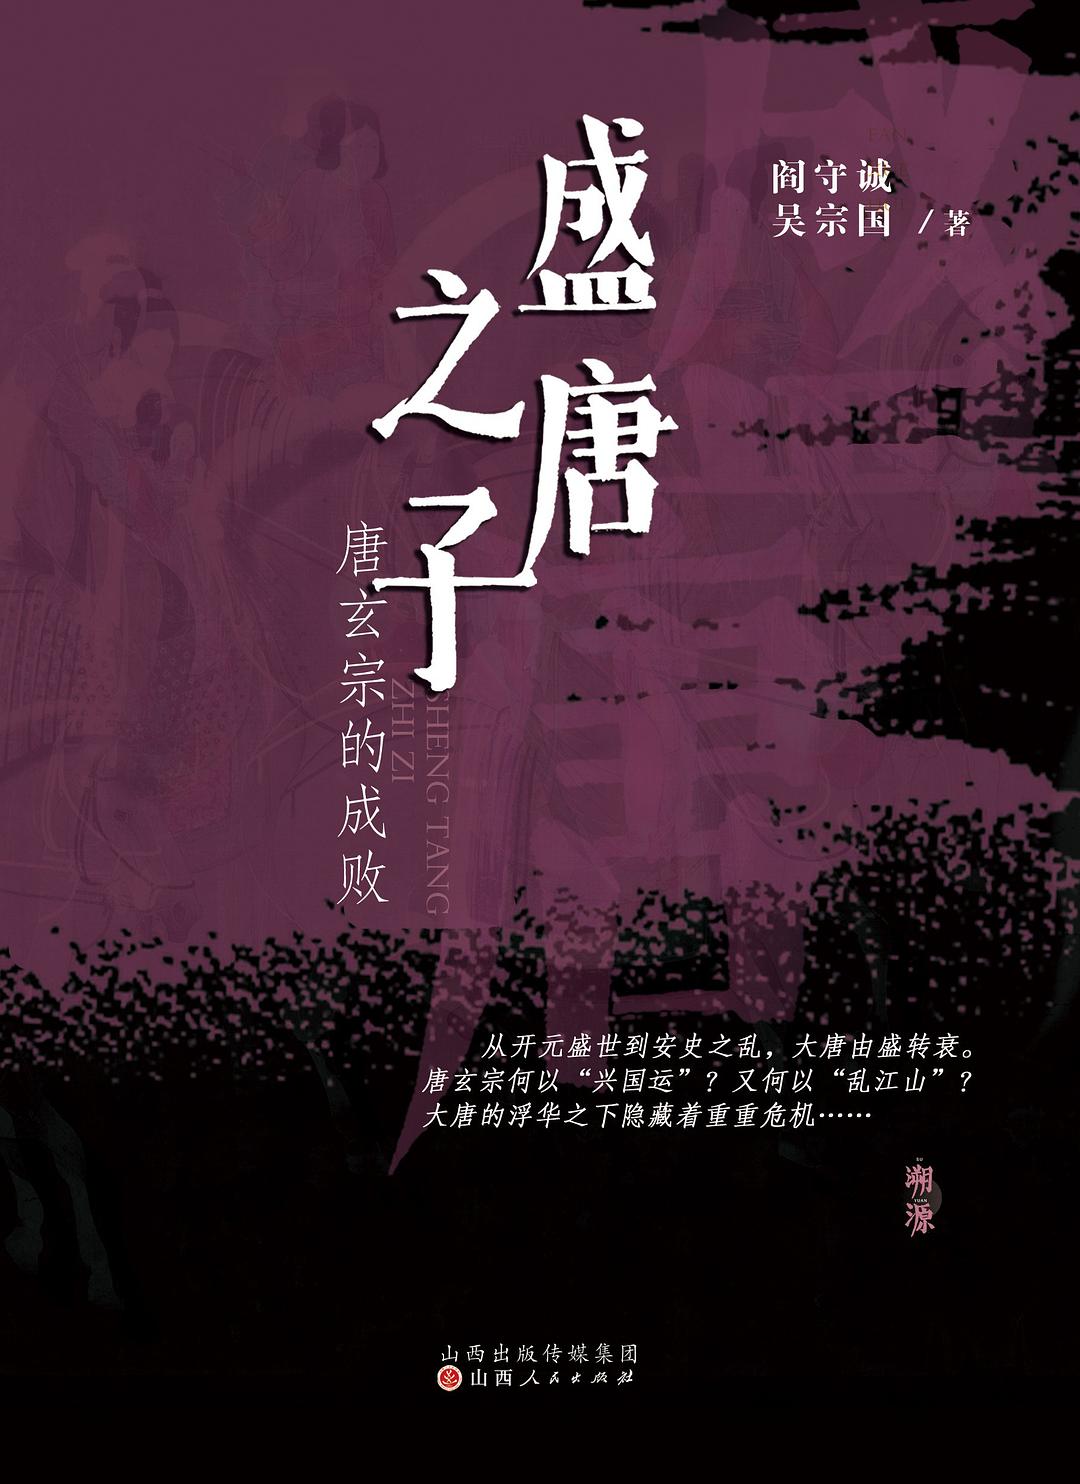 盛唐
之子
唐玄宗的成败
SHENG TANG
ZHI ZI
阎守诚
吴宗国 / 著
从开元盛世到安史之乱，大唐由盛转衰。
唐玄宗何以“兴国运”？又何以“乱江山”？
大唐的浮华之下隐藏着重重危机……
SU
溯
YUAN
源
山西出版传媒集团
山西人民出版社